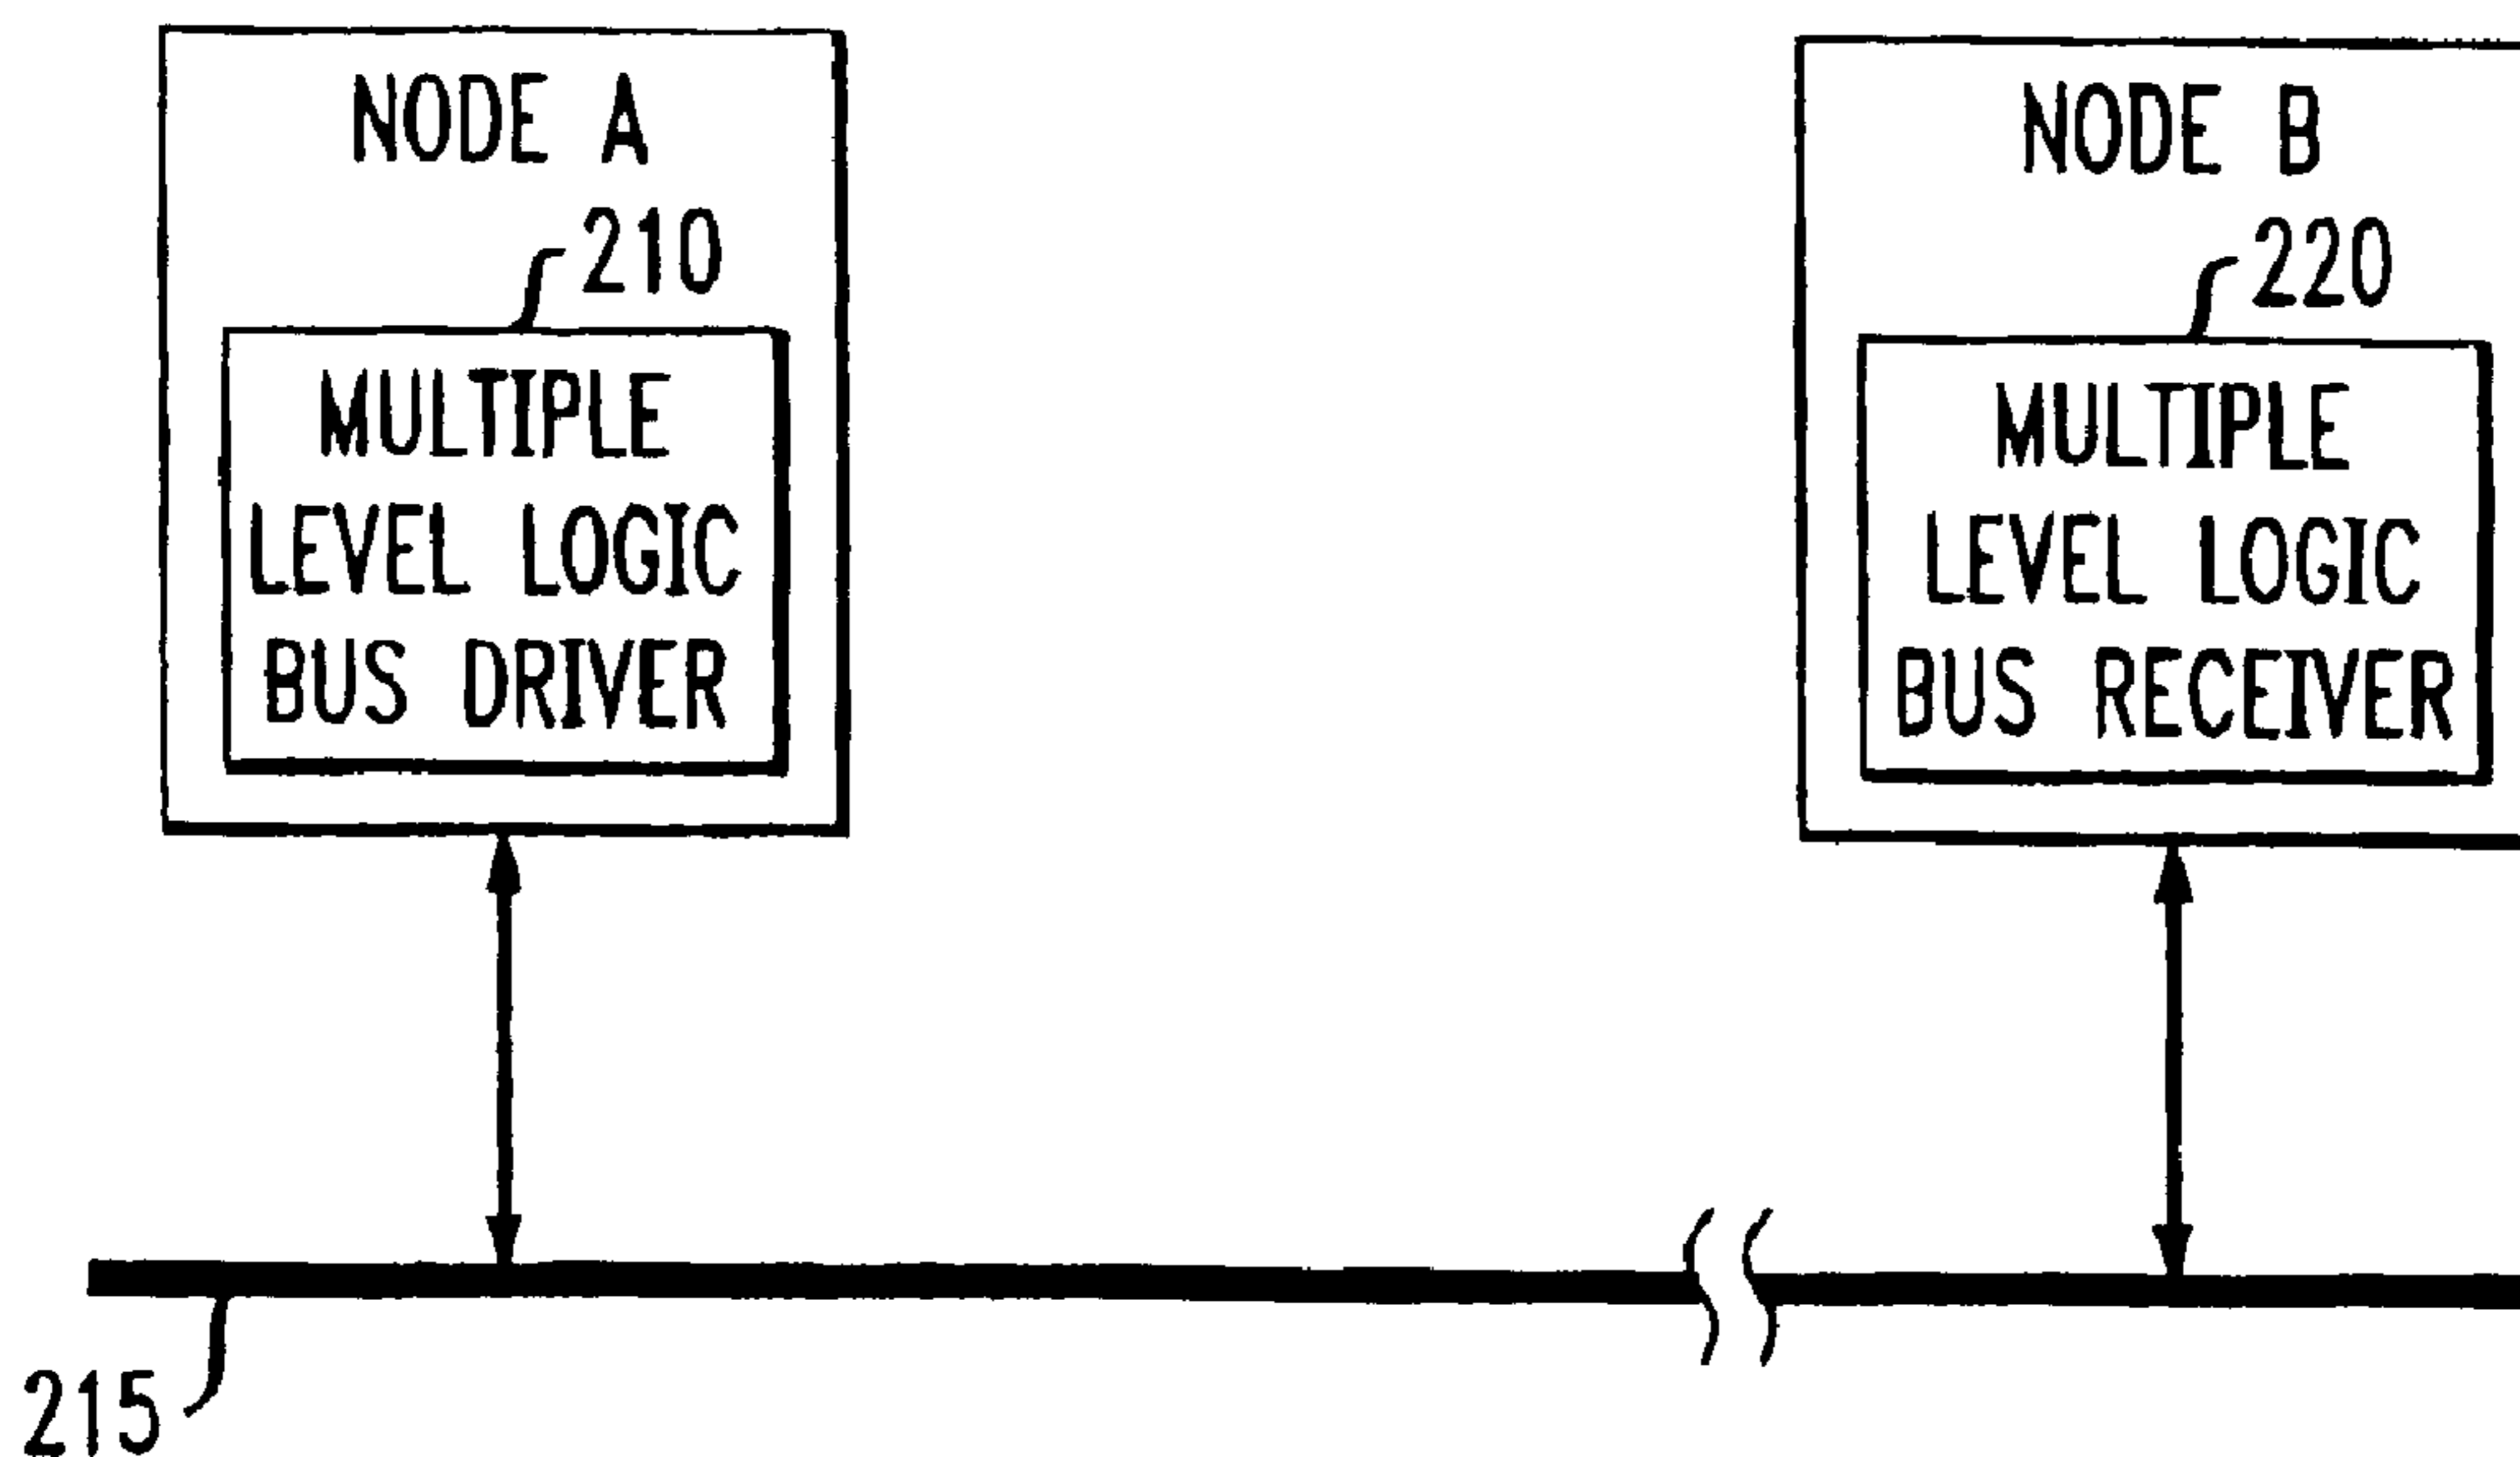 NODE A
210
MULTIPLE
LEVEL LOGIC
BUS DRIVER
NODE B
220
MULTIPLE
LEVEL LOGIC
BUS RECEIVER
215